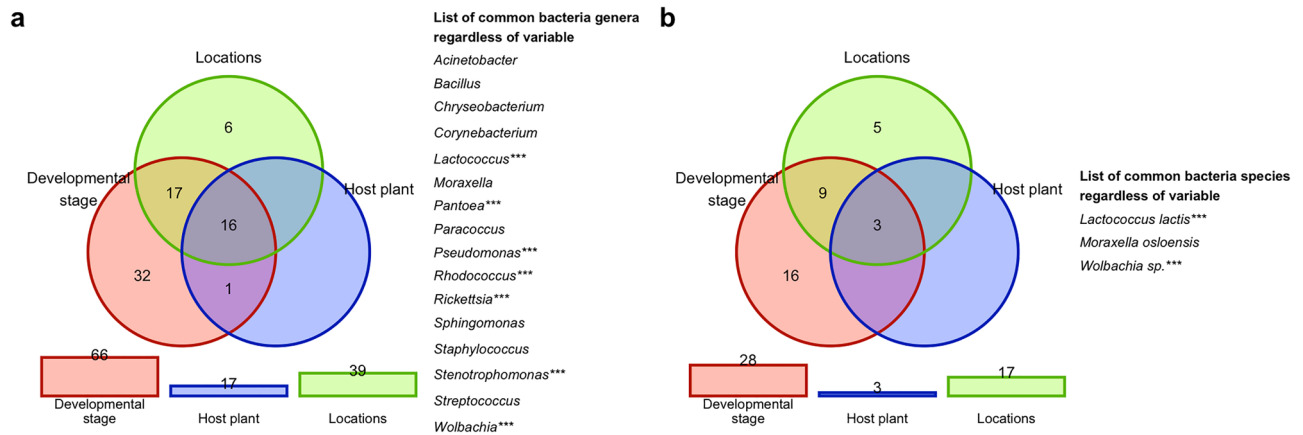 a
Locations
6
Developmental
stage
17
Host plant
16
32
1
66
17
39
Developmental
stage
Host plant
Locations
List of common bacteria genera
regardless of variable
Acinetobacter
Bacillus
Chryseobacterium
Corynebacterium
Lactococcus***
Moraxella
Pantoea***
Paracoccus
Pseudomonas***
Rhodococcus***
Rickettsia***
Sphingomonas
Staphylococcus
Stenotrophomonas***
Streptococcus
Wolbachia***
b
Locations
5
Developmental
stage
9
Host plant
3
16
28
3
17
Developmental
stage
Host plant
Locations
List of common bacteria species
regardless of variable
Lactococcus lactis***
Moraxella osloensis
Wolbachia sp.***